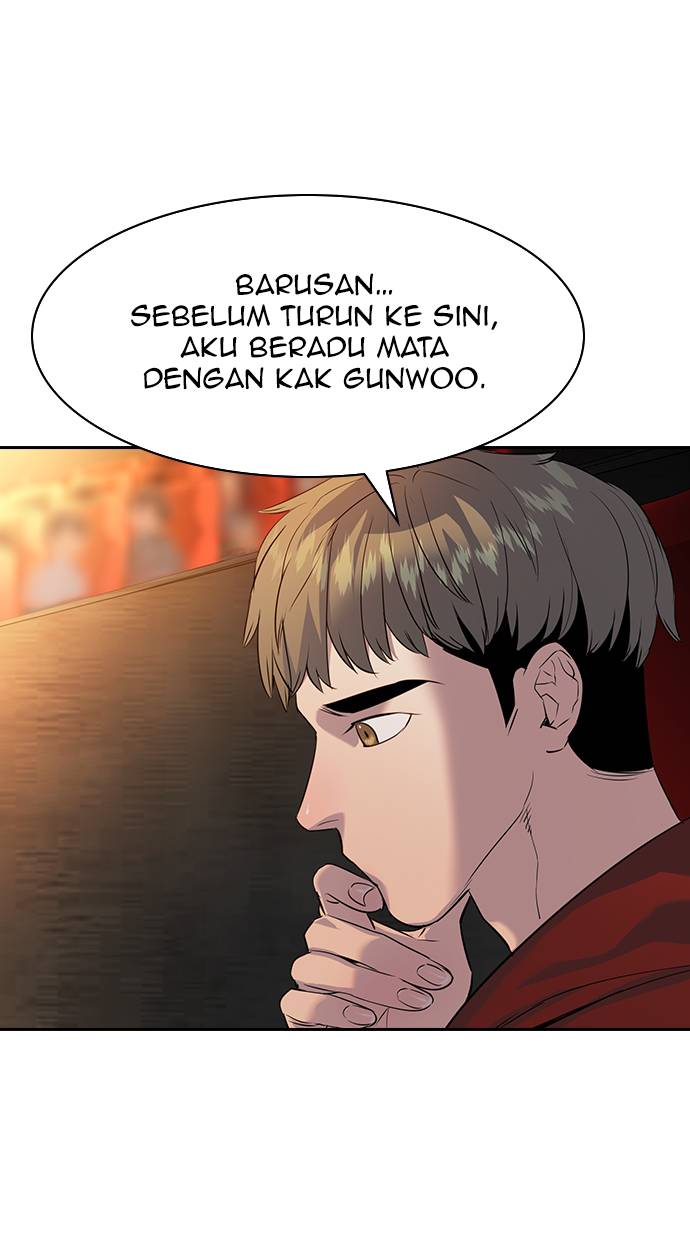 BARUSAN...
SEBELUM TURUN KE SINI,
AKU BERADU MATA
DENGAN KAK GUNWOO.